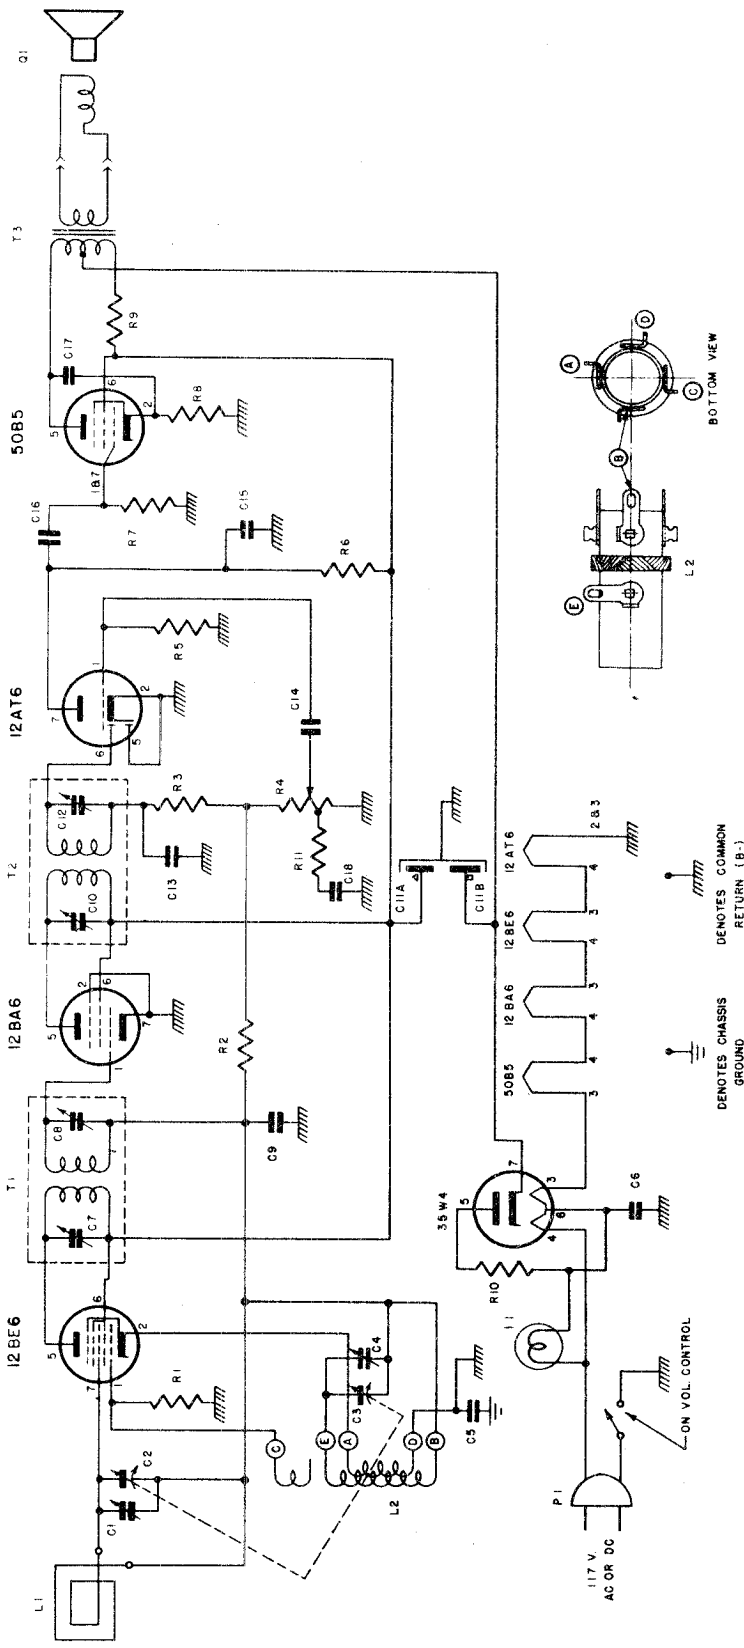 12BE6
12BA6
12AT6
50B5
L1
T1
T2
T3
Q1
C1
C2
7
1
5
6
2
R1
C7
C8
1
5
2
6
7
C10
C12
7
6
5
1
2
C16
1&7
5
6
2
C17
R9
R8
R7
C15
R6
R5
C14
R3
R4
R11
C18
C13
R2
C9
C
E
A
D
B
L2
C3
C4
C5
C11A
C11B
35W4
5
7
3
6
4
R10
C6
I1
50B5
12BA6
12BE6
12AT6
3
4
4
3
4
3
4
2&3
P1
117 V.
AC OR DC
ON VOL. CONTROL
DENOTES CHASSIS
GROUND
DENOTES COMMON
RETURN (B-)
E
B
A
D
C
L2
BOTTOM VIEW